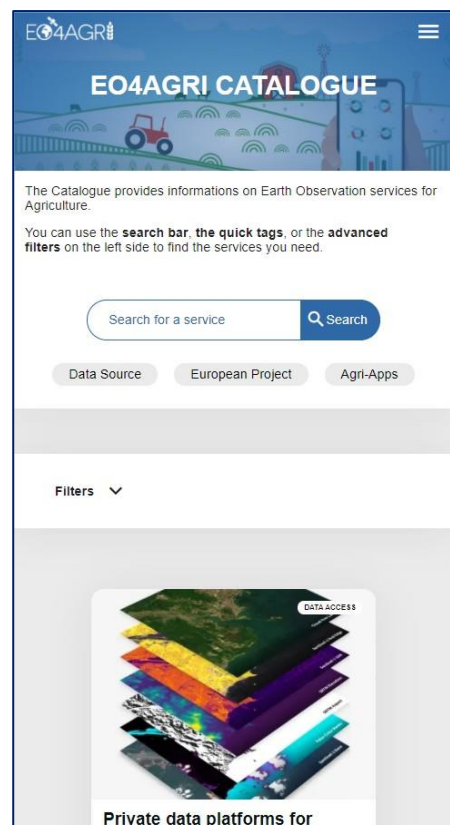 EO4AGRI
EO4AGRI CATALOGUE
The Catalogue provides informations on Earth Observation services for
Agriculture.
You can use the search bar, the quick tags, or the advanced
filters on the left side to find the services you need.
Search for a service
Search
Data Source
European Project
Agri-Apps
Filters
DATA ACCESS
Private data platforms for